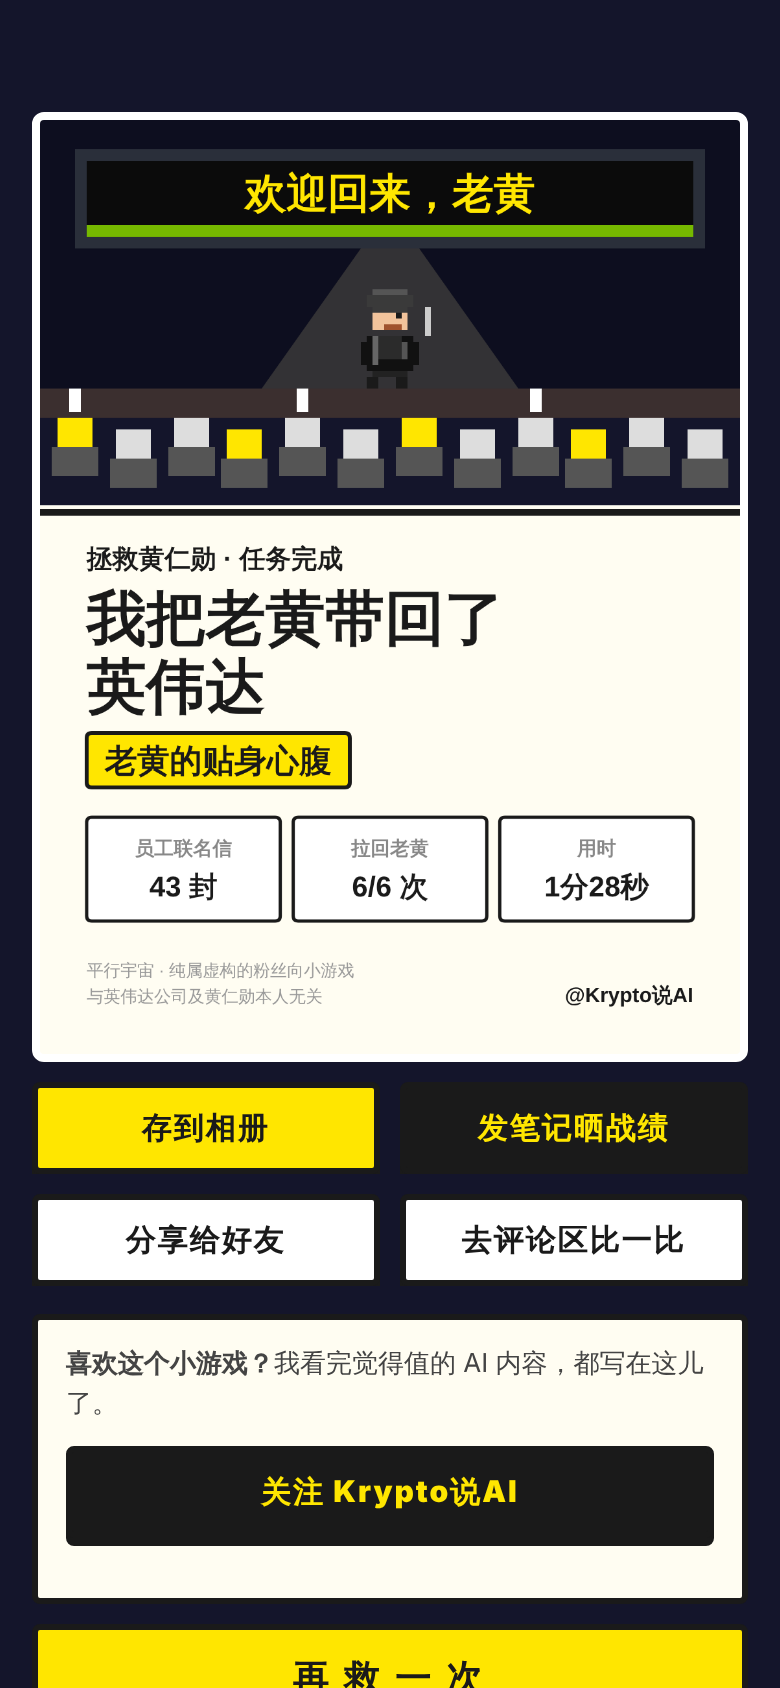 欢迎回来，老黄
拯救黄仁勋 · 任务完成
我把老黄带回了
英伟达
老黄的贴身心腹
员工联名信
43 封
拉回老黄
6/6 次
用时
1分28秒
平行宇宙 · 纯属虚构的粉丝向小游戏
与英伟达公司及黄仁勋本人无关
@Krypto说AI
存到相册
发笔记晒战绩
分享给好友
去评论区比一比
喜欢这个小游戏？我看完觉得值的 AI 内容，都写在这儿
了。
关注 Krypto说AI
再救一次